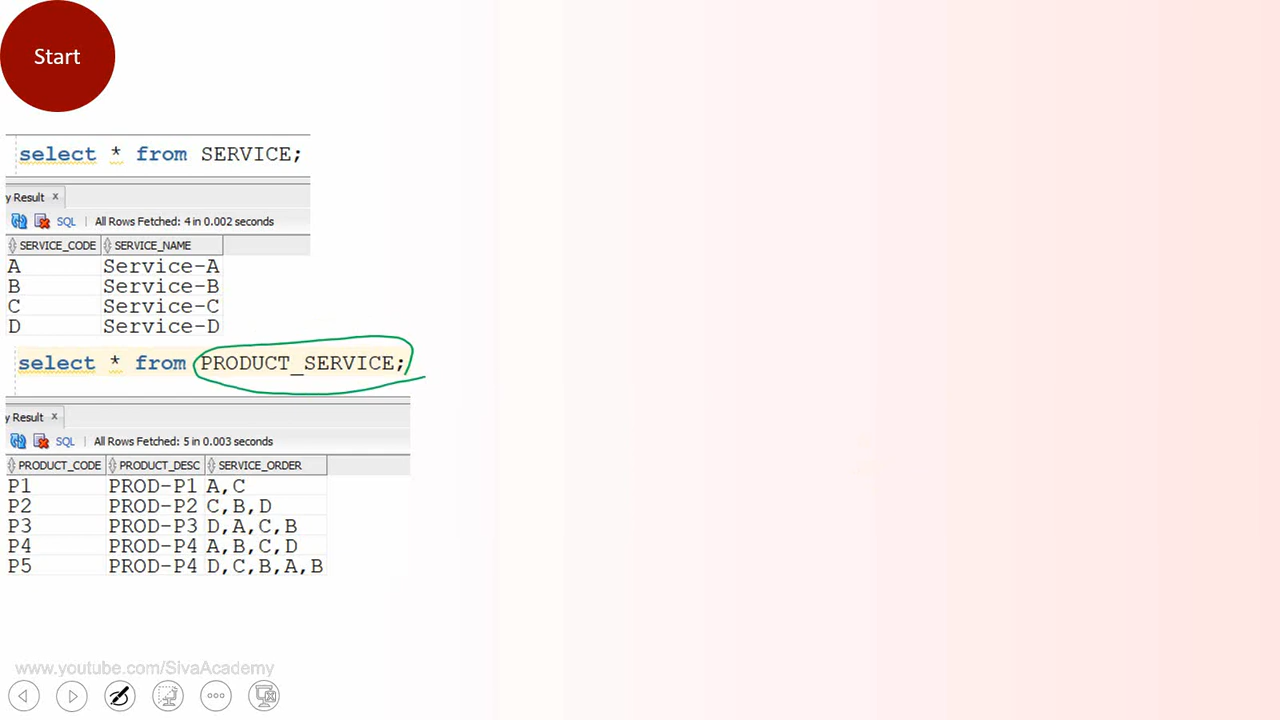 Start
select * from SERVICE;
y Result x
SQL | All Rows Fetched: 4 in 0.002 seconds
SERVICE_CODE SERVICE_NAME
A Service-A
B Service-B
C Service-C
D Service-D
select * from PRODUCT_SERVICE;
y Result x
SQL | All Rows Fetched: 5 in 0.003 seconds
PRODUCT_CODE PRODUCT_DESC SERVICE_ORDER
P1 PROD-P1 A,C
P2 PROD-P2 C,B,D
P3 PROD-P3 D,A,C,B
P4 PROD-P4 A,B,C,D
P5 PROD-P4 D,C,B,A,B
www.youtube.com/SivaAcademy